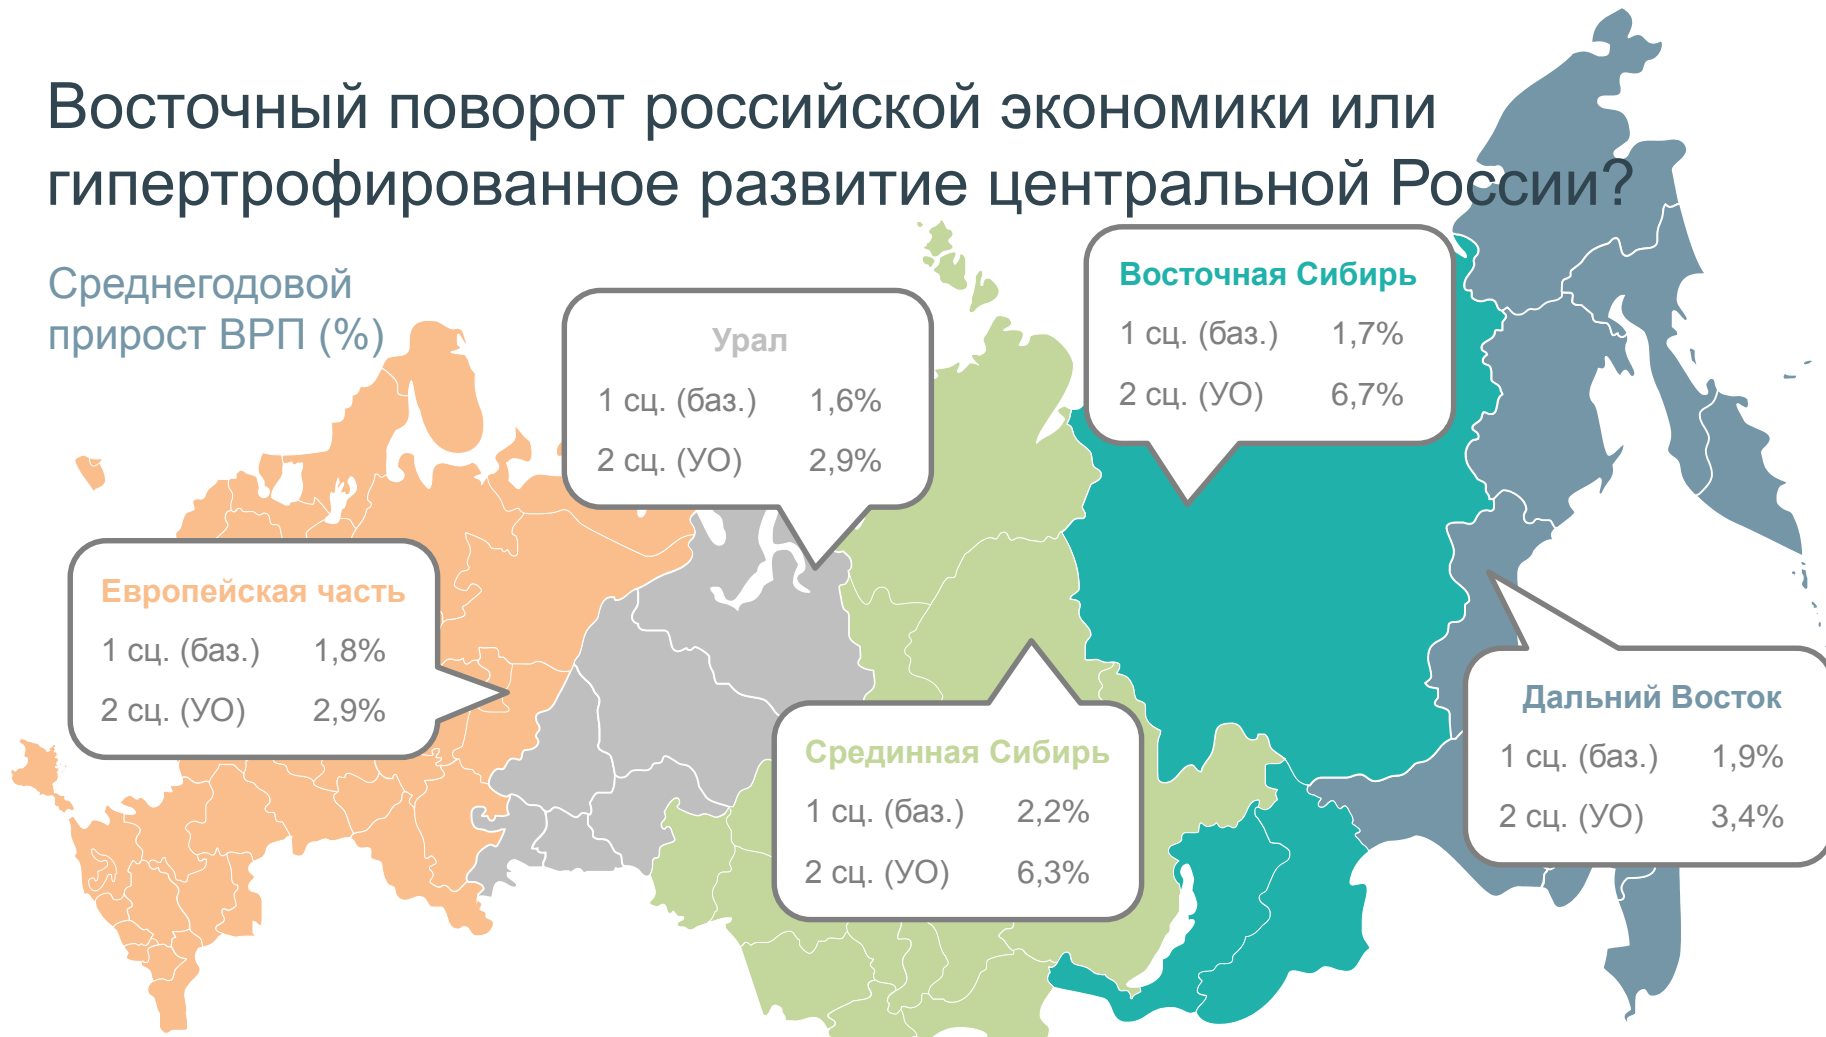 Восточный поворот российской экономики или
гипертрофированное развитие центральной России?
Среднегодовой
прирост ВРП (%)
Урал
1 сц. (баз.) 1,6%
2 сц. (УО) 2,9%
Восточная Сибирь
1 сц. (баз.) 1,7%
2 сц. (УО) 6,7%
Европейская часть
1 сц. (баз.) 1,8%
2 сц. (УО) 2,9%
Срединная Сибирь
1 сц. (баз.) 2,2%
2 сц. (УО) 6,3%
Дальний Восток
1 сц. (баз.) 1,9%
2 сц. (УО) 3,4%